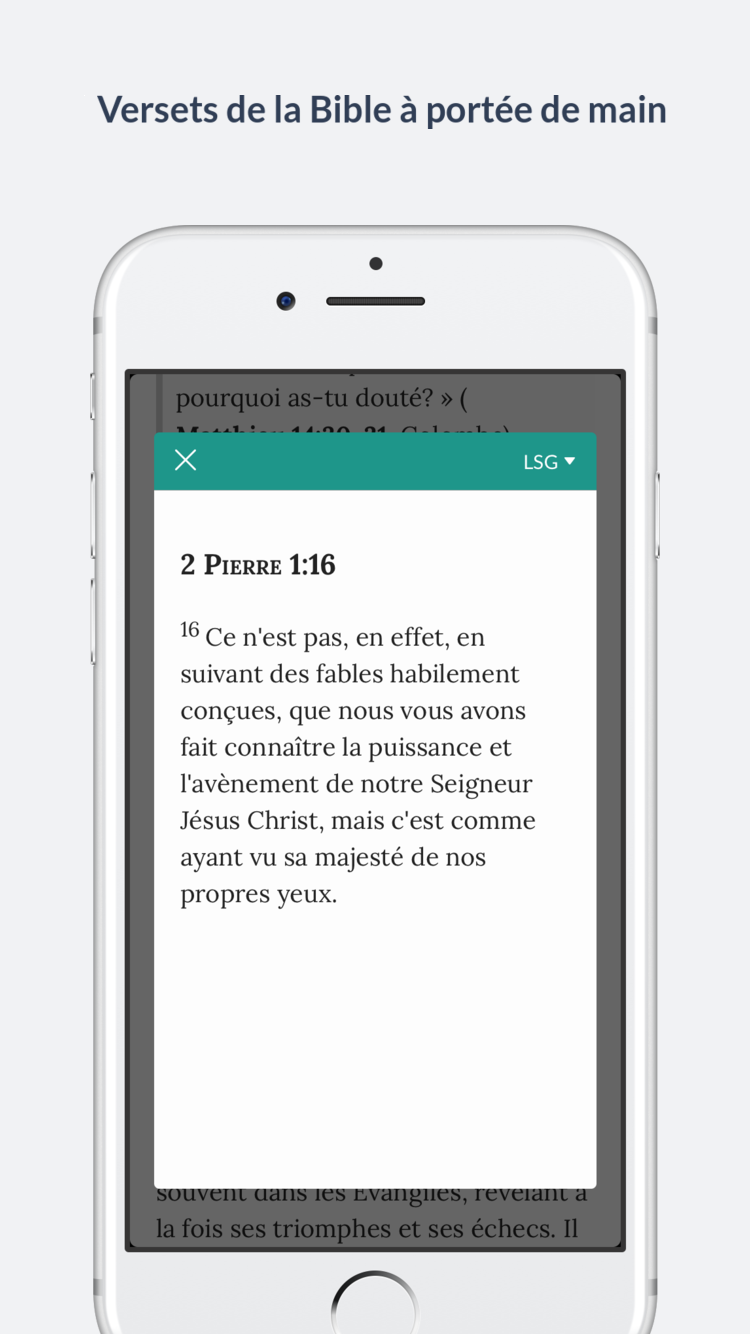 Versets de la Bible à portée de main
pourquoi as-tu douté? » (
LSG
2 Pierre 1:16
16 Ce n'est pas, en effet, en
suivant des fables habilement
conçues, que nous vous avons
fait connaître la puissance et
l'avènement de notre Seigneur
Jésus Christ, mais c'est comme
ayant vu sa majesté de nos
propres yeux.
souvent dans les Évangiles, révélant à
la fois ses triomphes et ses échecs. Il